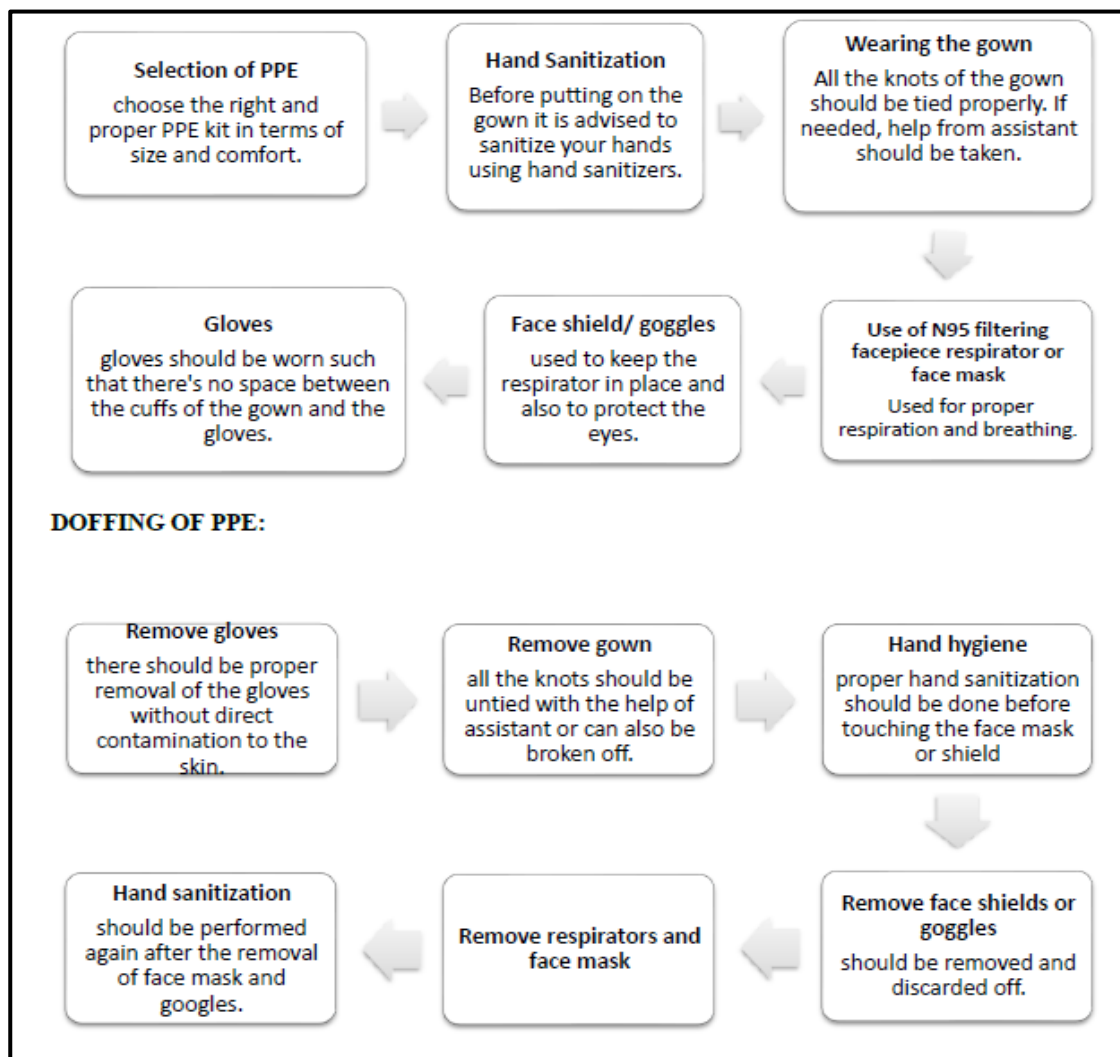 Selection of PPE
choose the right and
proper PPE kit in terms of
size and comfort.
Hand Sanitization
Before putting on the
gown it is advised to
sanitize your hands
using hand sanitizers.
Wearing the gown
All the knots of the gown
should be tied properly. If
needed, help from assistant
should be taken.
Use of N95 filtering
facepiece respirator or
face mask
Used for proper
respiration and breathing.
Face shield/ goggles
used to keep the
respirator in place and
also to protect the
eyes.
Gloves
gloves should be worn such
that there's no space between
the cuffs of the gown and the
gloves.
DOFFING OF PPE:
Remove gloves
there should be proper
removal of the gloves
without direct
contamination to the
skin.
Remove gown
all the knots should be
untied with the help of
assistant or can also be
broken off.
Hand hygiene
proper hand sanitization
should be done before
touching the face mask
or shield
Remove face shields or
goggles
should be removed and
discarded off.
Remove respirators and
face mask
Hand sanitization
should be performed
again after the removal
of face mask and
googles.